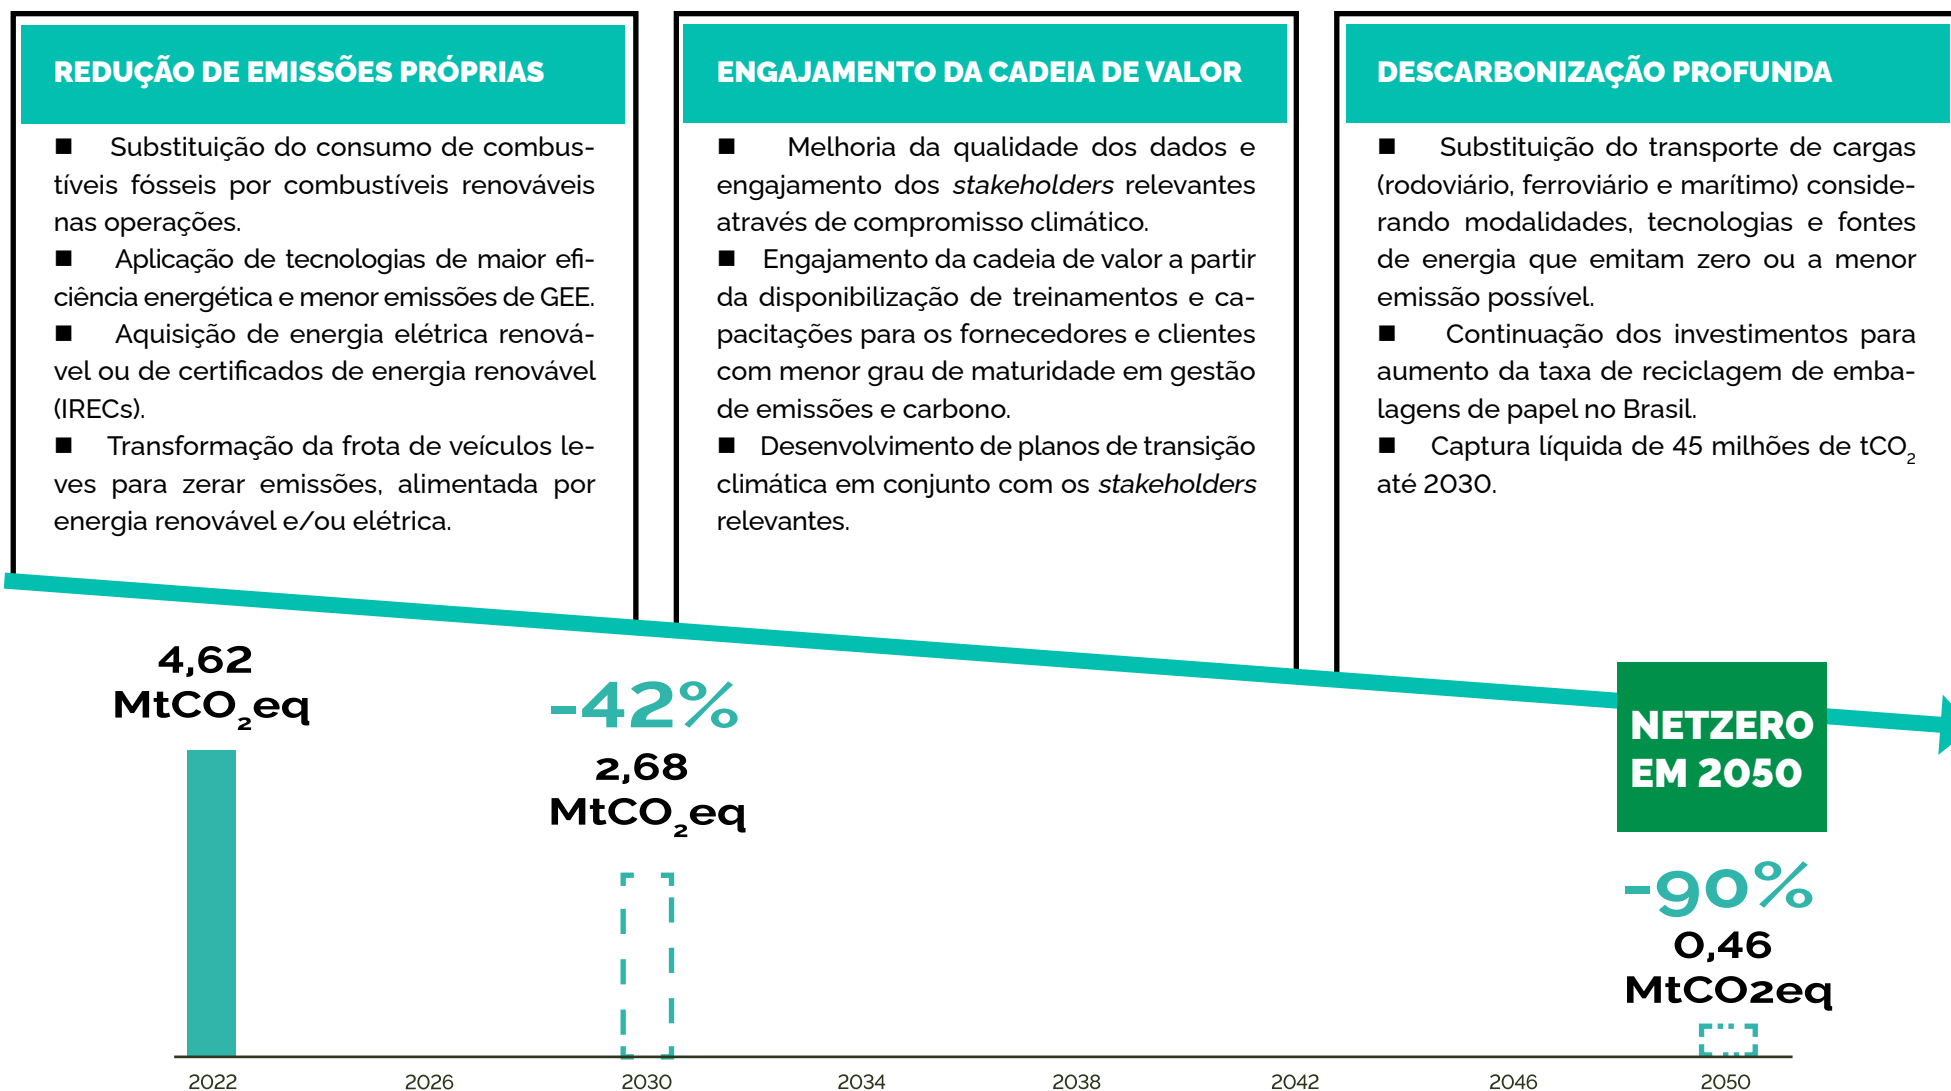 REDUÇÃO DE EMISSÕES PRÓPRIAS
■ Substituição do consumo de combus-
tíveis fósseis por combustíveis renováveis
nas operações.
■ Aplicação de tecnologias de maior efi-
ciência energética e menor emissões de GEE.
■ Aquisição de energia elétrica renová-
vel ou de certificados de energia renovável
(IRECs).
■ Transformação da frota de veículos le-
ves para zerar emissões, alimentada por
energia renovável e/ou elétrica.
ENGAJAMENTO DA CADEIA DE VALOR
■ Melhoria da qualidade dos dados e
engajamento dos stakeholders relevantes
através de compromisso climático.
■ Engajamento da cadeia de valor a partir
da disponibilização de treinamentos e ca-
pacitações para os fornecedores e clientes
com menor grau de maturidade em gestão
de emissões e carbono.
■ Desenvolvimento de planos de transição
climática em conjunto com os stakeholders
relevantes.
DESCARBONIZAÇÃO PROFUNDA
■ Substituição do transporte de cargas
(rodoviário, ferroviário e marítimo) conside-
rando modalidades, tecnologias e fontes
de energia que emitam zero ou a menor
emissão possível.
■ Continuação dos investimentos para
aumento da taxa de reciclagem de emba-
lagens de papel no Brasil.
■ Captura líquida de 45 milhões de tCO₂
até 2030.
4,62
MtCO₂eq
-42%
2,68
MtCO₂eq
NETZERO
EM 2050
-90%
0,46
MtCO2eq
2022 2026 2030 2034 2038 2042 2046 2050